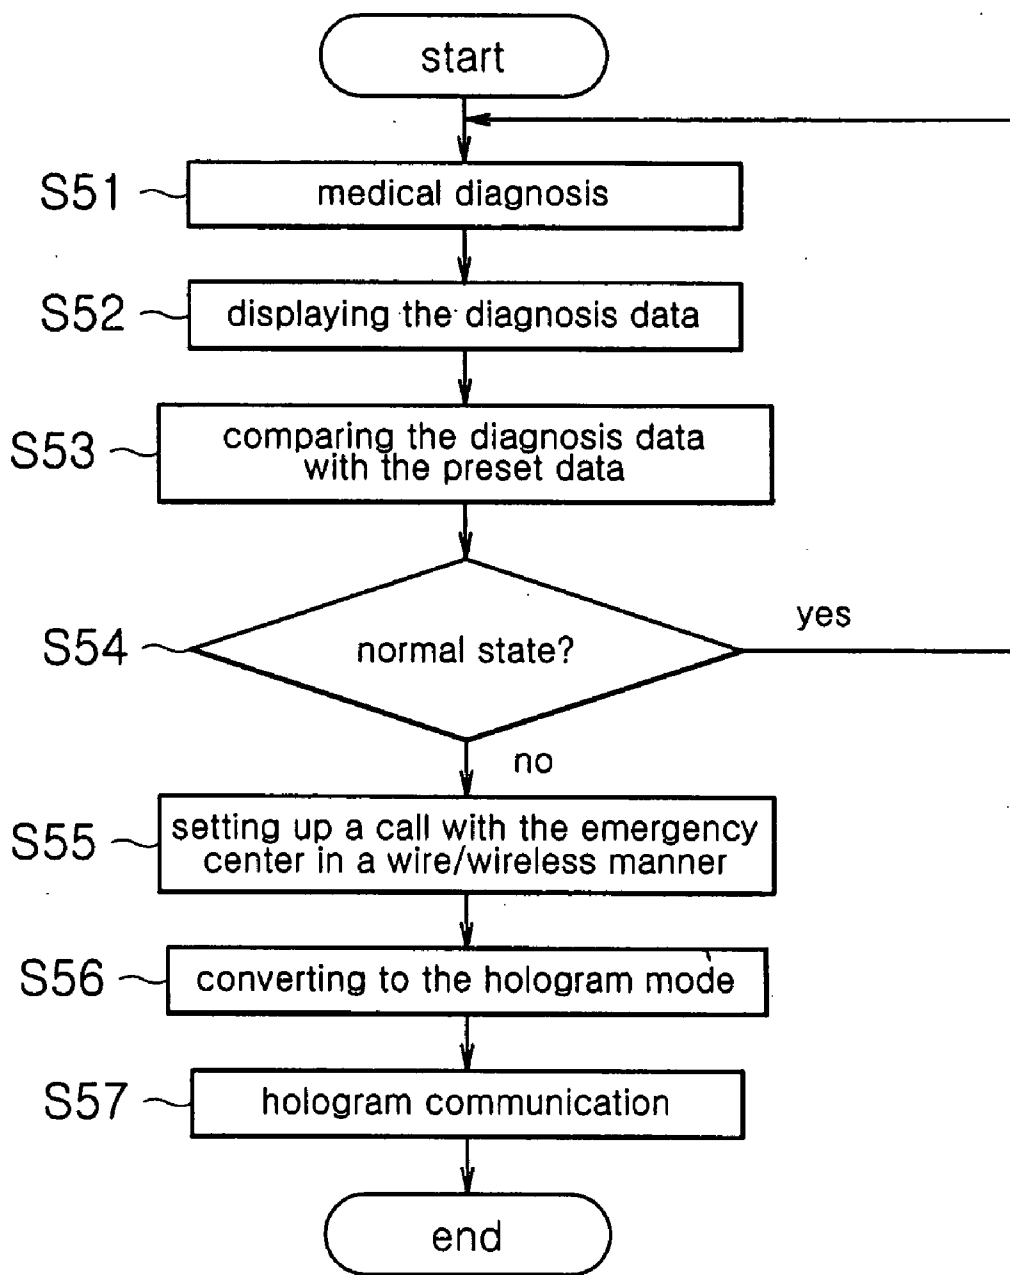 start
S51
medical diagnosis
S52
displaying the diagnosis data
S53
comparing the diagnosis data
with the preset data
S54
normal state?
yes
no
S55
setting up a call with the emergency
center in a wire/wireless manner
S56
converting to the hologram mode
S57
hologram communication
end